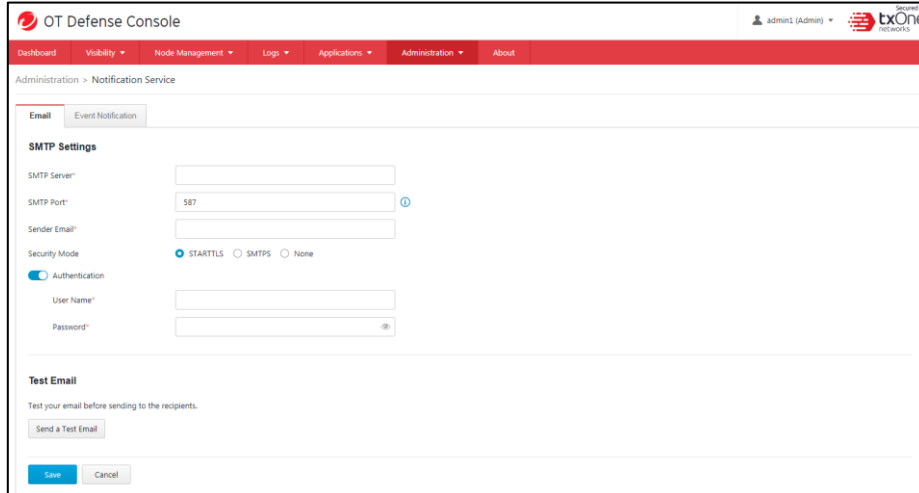 OT Defense Console
admin1 (Admin)
Secured
txOne
networks
Dashboard Visibility Node Management Logs Applications Administration About
Administration > Notification Service
Email Event Notification
SMTP Settings
SMTP Server*
SMTP Port* 587
Sender Email*
Security Mode STARTTLS SMTPS None
Authentication
User Name*
Password*
Test Email
Test your email before sending to the recipients.
Send a Test Email
Save Cancel